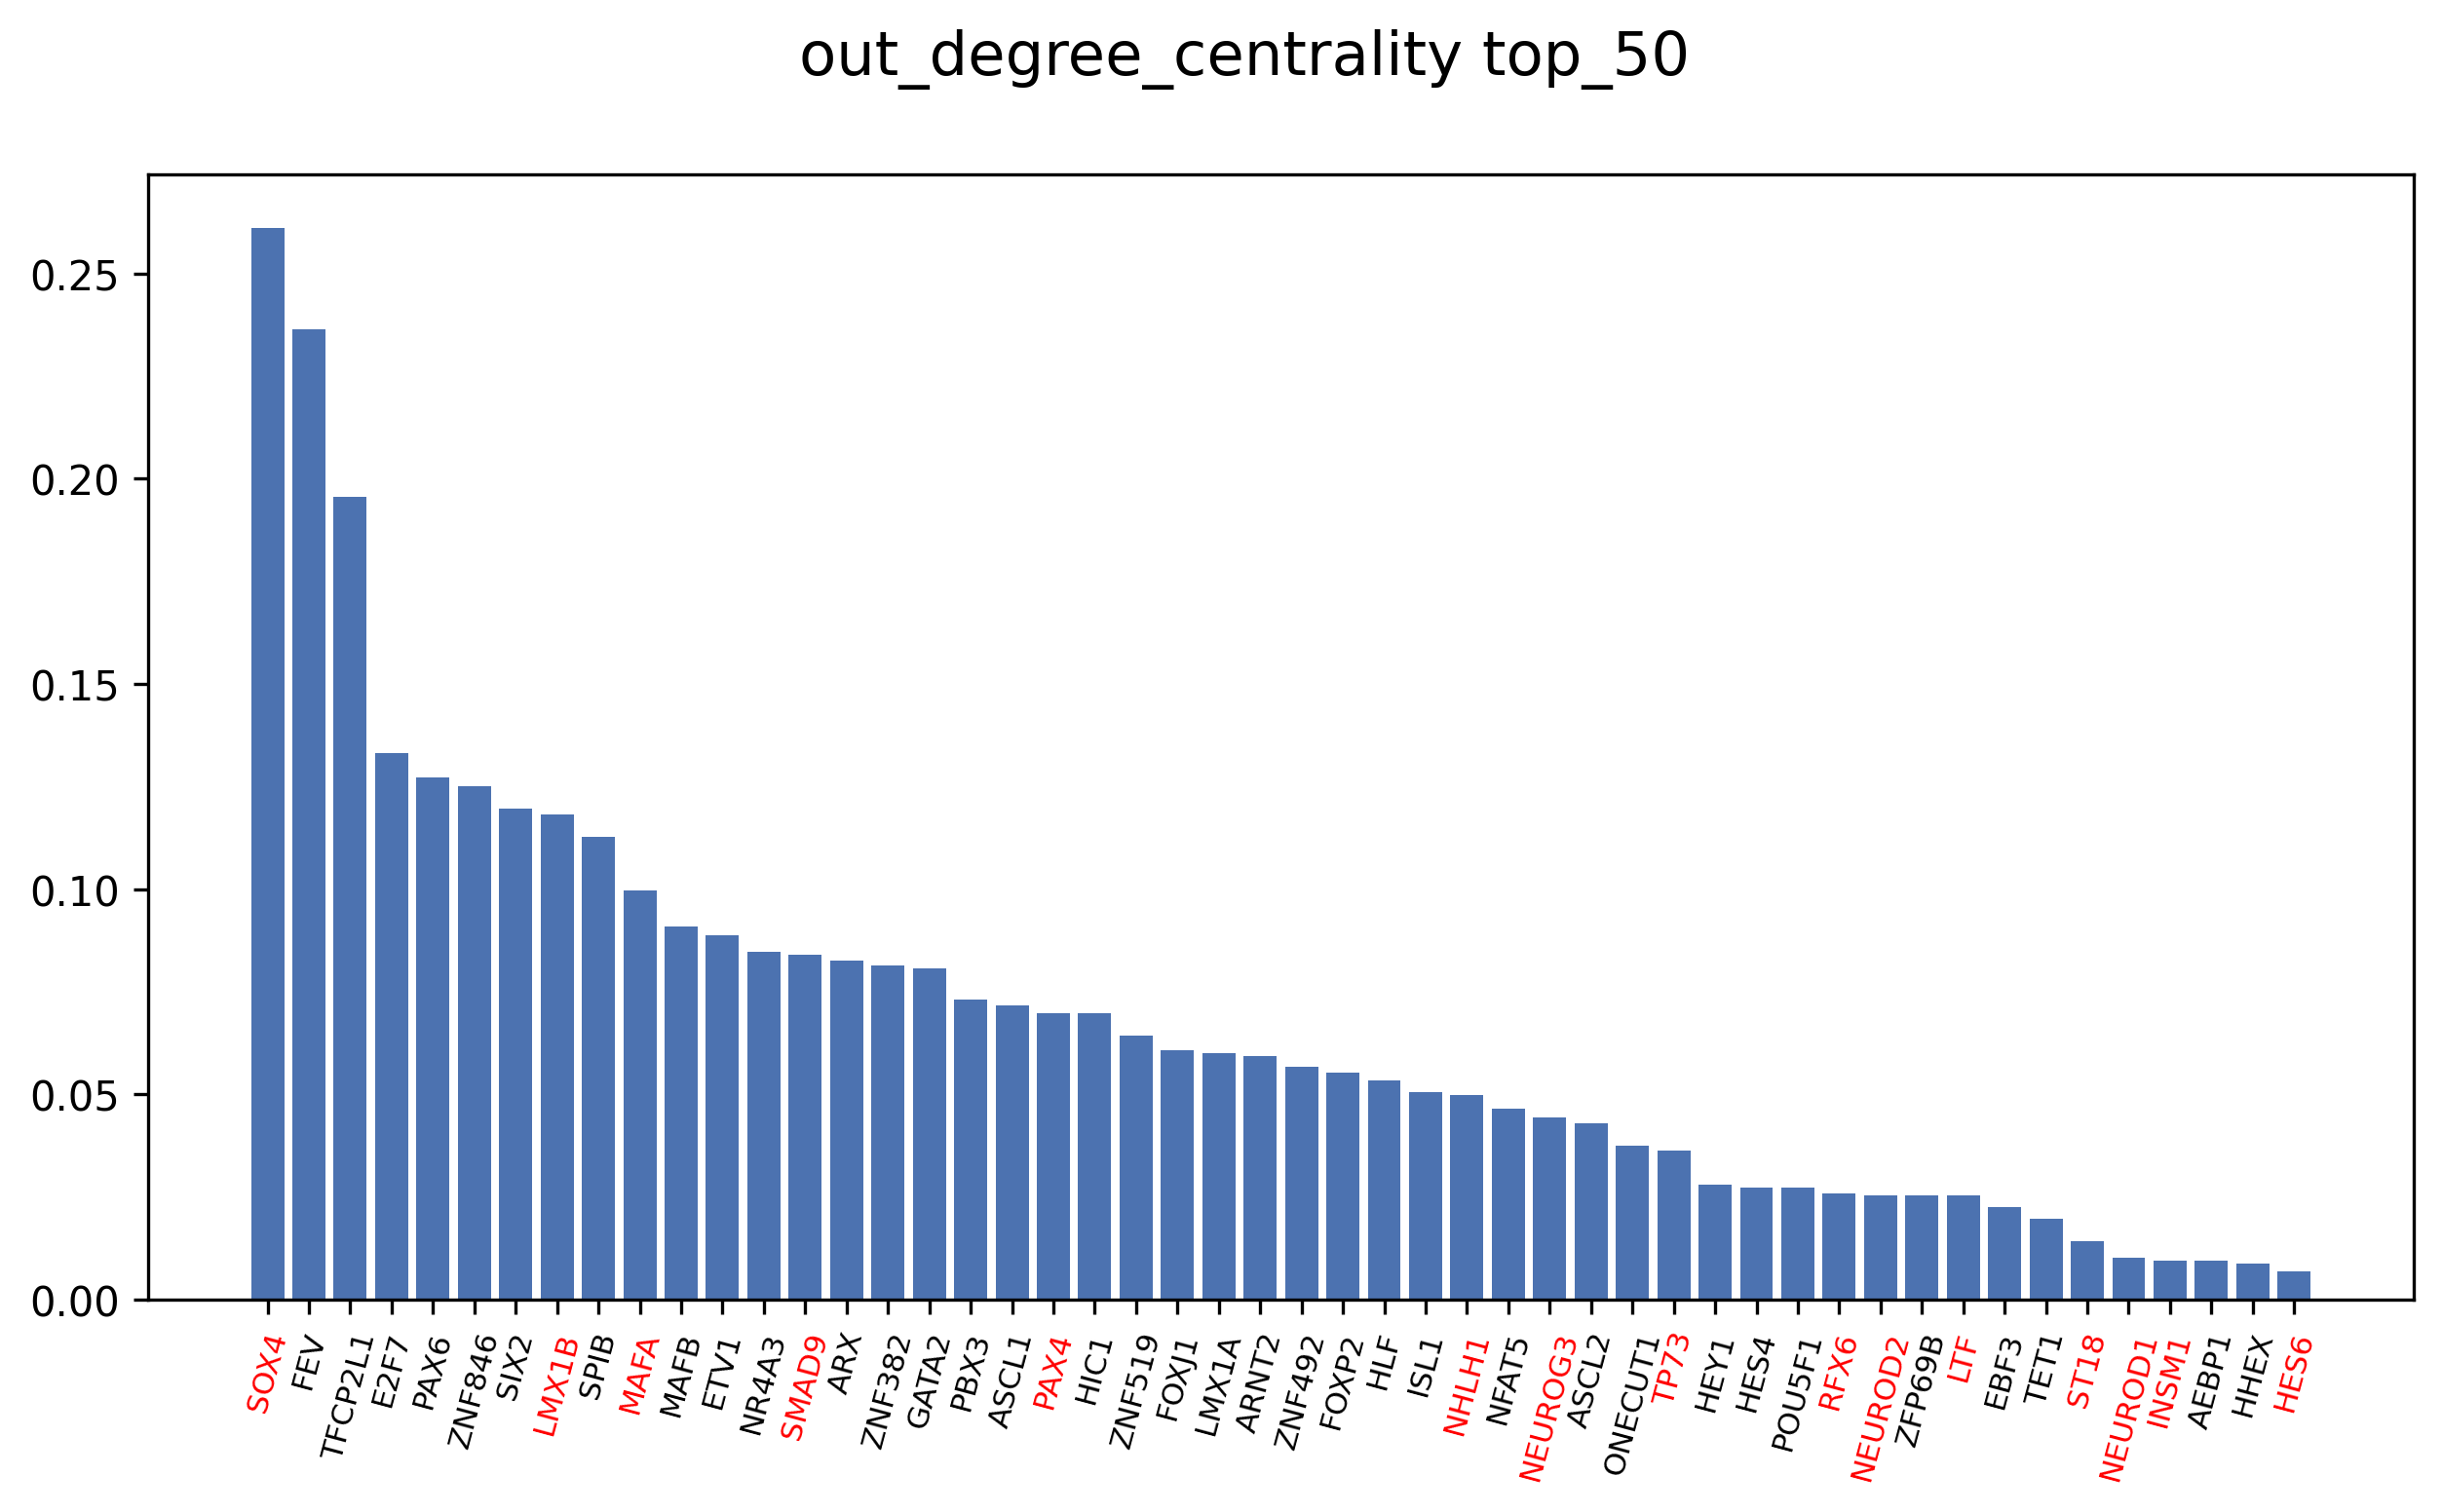 out_degree_centrality top_50
0.25
0.20
0.15
0.10
0.05
0.00
SOX4
FEV
TFCP2L1
E2F7
PAX6
ZNF846
SIX2
LMX1B
SPIB
MAFA
MAFB
ETV1
NR4A3
SMAD9
ARX
ZNF382
GATA2
PBX3
ASCL1
PAX4
HIC1
ZNF519
FOXJ1
LMX1A
ARNT2
ZNF492
FOXP2
HLF
ISL1
NHLH1
NFAT5
NEUROG3
ASCL2
ONECUT1
TP73
HEY1
HES4
POU5F1
RFX6
NEUROD2
ZFP69B
LTF
EBF3
TET1
ST18
NEUROD1
INSM1
AEBP1
HHEX
HES6